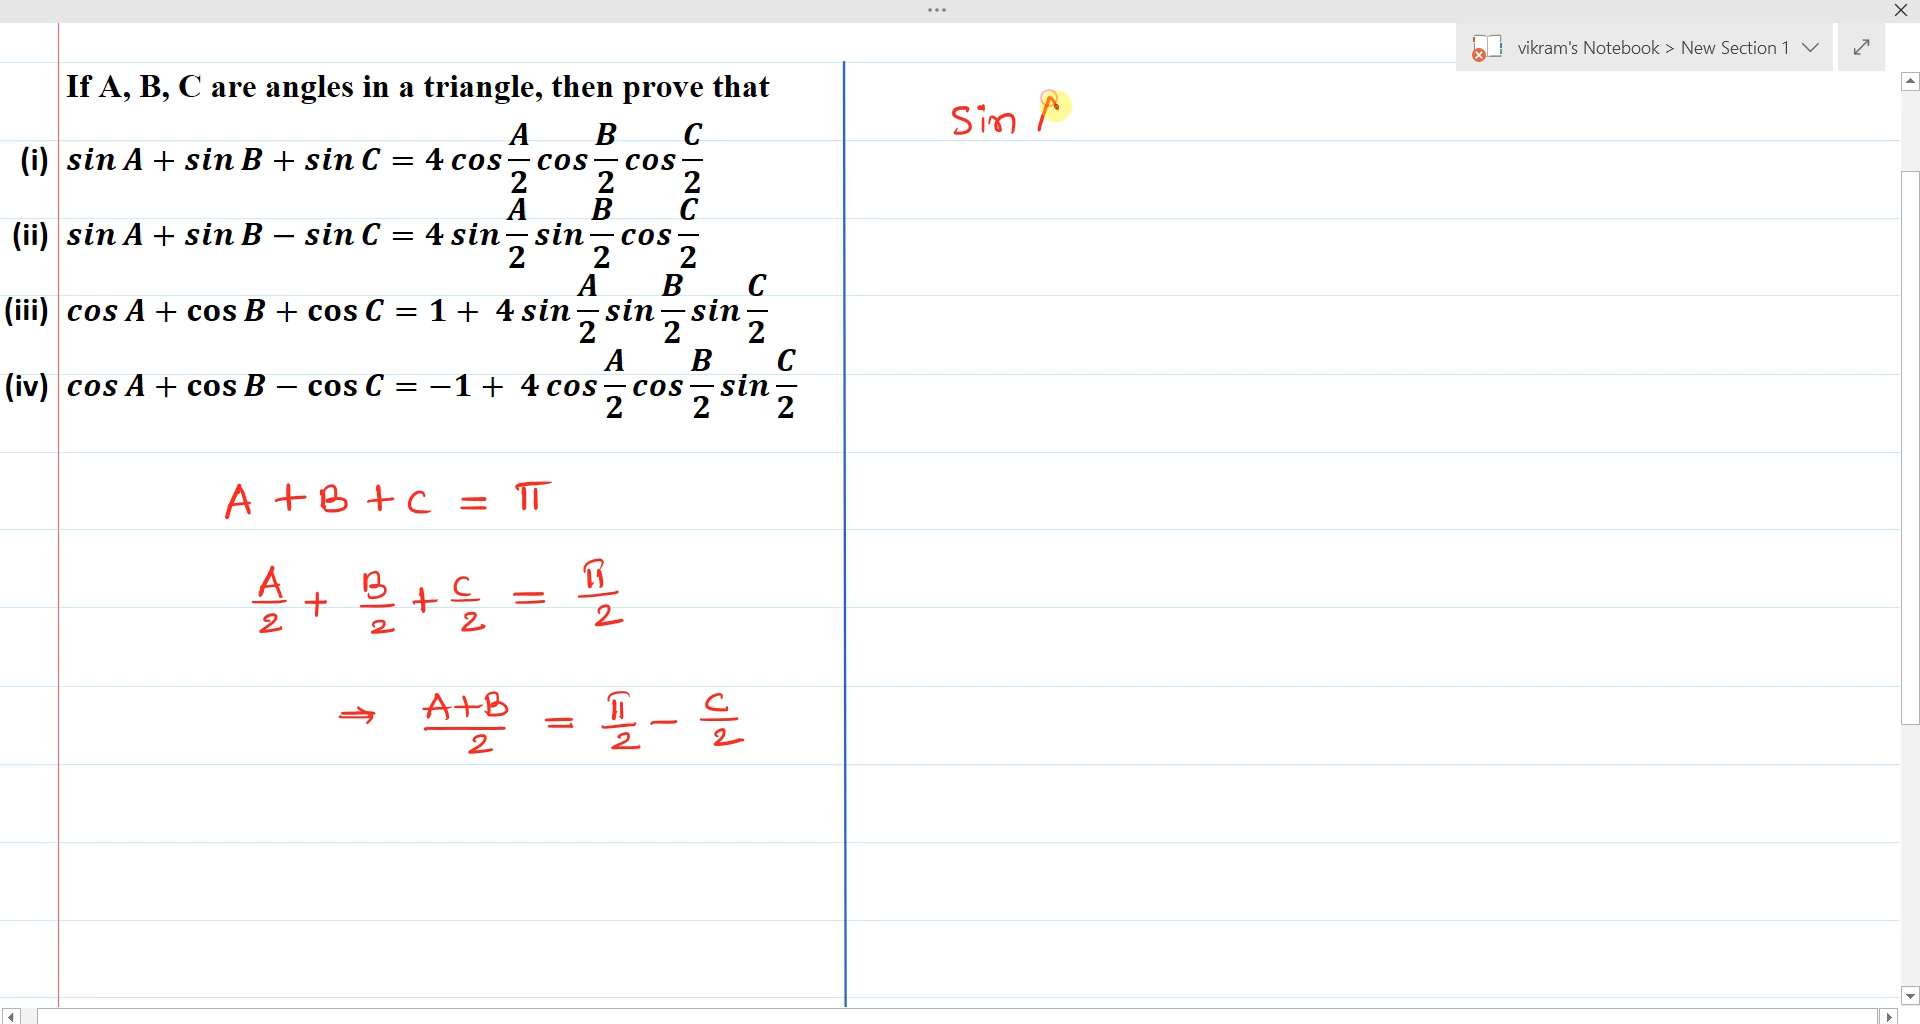 vikram's Notebook > New Section 1
If A, B, C are angles in a triangle, then prove that
(i) sin A + sin B + sin C = 4 cos A/2 cos B/2 cos C/2
(ii) sin A + sin B − sin C = 4 sin A/2 sin B/2 cos C/2
(iii) cos A + cos B + cos C = 1 + 4 sin A/2 sin B/2 sin C/2
(iv) cos A + cos B − cos C = −1 + 4 cos A/2 cos B/2 sin C/2
A + B + C = π
A/2 + B/2 + C/2 = π/2
⇒ A+B/2 = π/2 − C/2
Sin